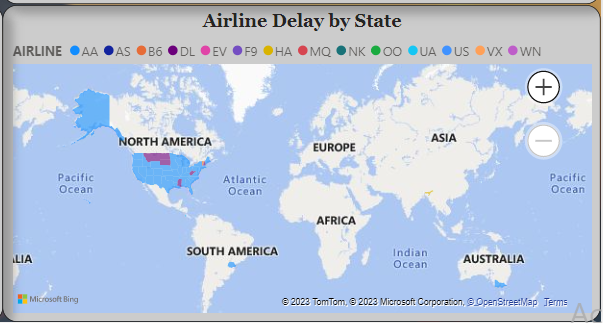 Airline Delay by State
AIRLINE AA AS B6 DL EV F9 HA MQ NK OO UA US VX WN
NORTH AMERICA
EUROPE
ASIA
Pacific
Ocean
Atlantic
Ocean
Pacific
Ocean
AFRICA
SOUTH AMERICA
Indian
Ocean
LIA
AUSTRALIA
Microsoft Bing
© 2023 TomTom, © 2023 Microsoft Corporation, © OpenStreetMap Terms